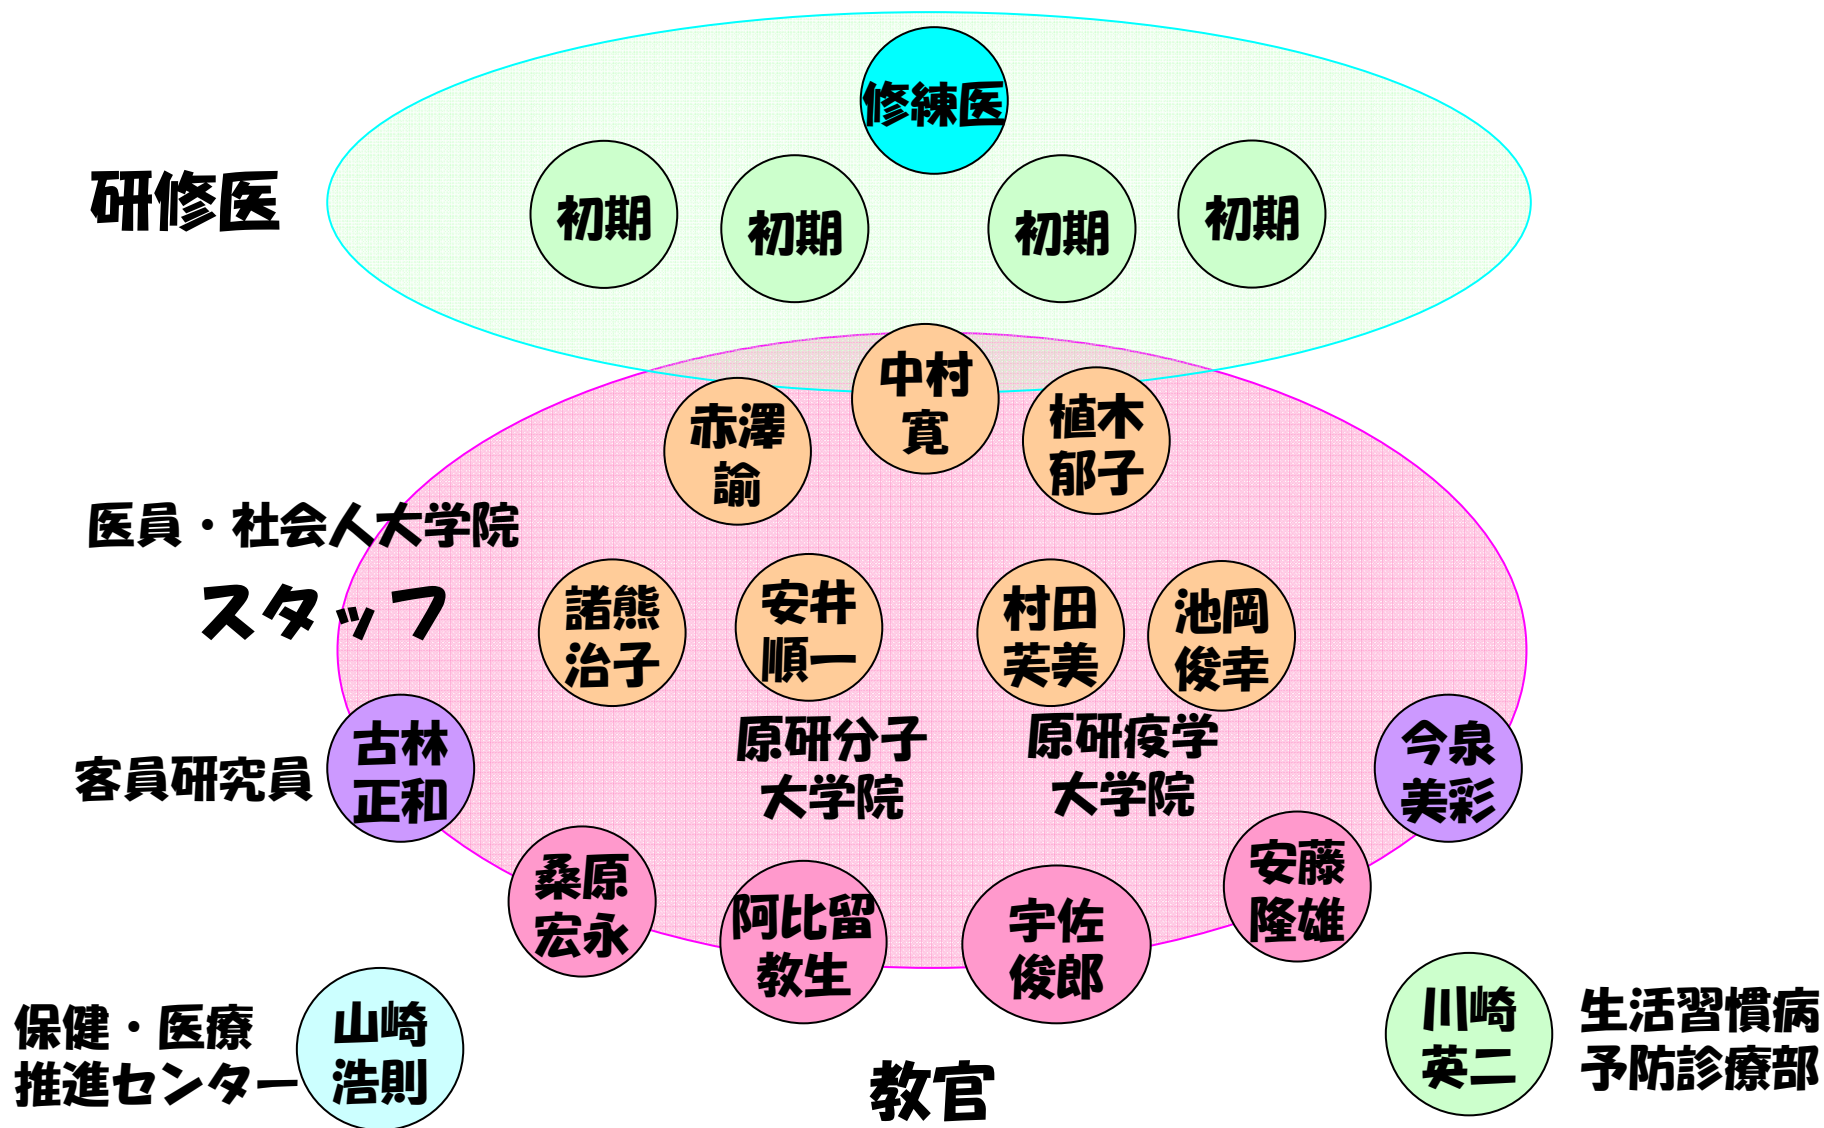 修練医
研修医
初期
初期
初期
初期
中村
寛
赤澤
諭
植木
郁子
医員・社会人大学院
スタッフ
諸熊
治子
安井
順一
村田
芙美
池岡
俊幸
原研分子
大学院
原研疫学
大学院
客員研究員
古林
正和
今泉
美彩
桑原
宏永
阿比留
教生
宇佐
俊郎
安藤
隆雄
保健・医療
推進センター
山崎
浩則
教官
川崎
英二
生活習慣病
予防診療部